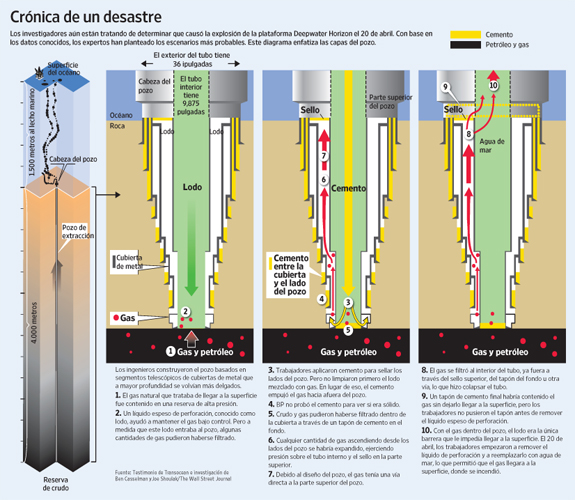 Crónica de un desastre
Los investigadores aún están tratando de determinar que causó la explosión de la plataforma Deepwater Horizon el 20 de abril. Con base en
los datos conocidos, los expertos han planteado los escenarios más probables. Este diagrama enfatiza las capas del pozo.
Cemento
Petróleo y gas
Superficie
del océano
1.500 metros al lecho marino
Cabeza del pozo
Pozo de
extracción
4.000 metros
Reserva
de crudo
El exterior del tubo tiene
36 ipulgadas
Cabeza del
pozo
El tubo
interior
tiene
9,875
pulgadas
Océano
Roca
Lodo
Lodo
Lodo
Cubierta
de metal
Gas
2
1 Gas y petróleo
Parte superior
del pozo
Sello
7
6
Cemento
Cemento
entre la
cubierta
y el lado
del pozo
4
3
5
Gas y petróleo
9
10
Sello
8
Agua de
mar
Gas y petróleo
Los ingenieros construyeron el pozo basados en
segmentos telescópicos de cubiertas de metal que
a mayor profundidad se volvían más delgados.
1. El gas natural que trataba de llegar a la superficie
fue contenido en una reserva de alta presión.
2. Un líquido espeso de perforación, conocido como
lodo, ayudó a mantener el gas bajo control. Pero a
medida que este·lodo entraba al pozo, algunas
cantidades de gas pudieron haberse filtrado.
Fuente: Testimonio de Transocean e investigación de
Ben Casselman y Joe Shoulak/The Wall Street Journal
3. Trabajadores aplicaron cemento para sellar los
lados del pozo. Pero no limpiaron primero el lodo
mezclado con gas. En lugar de eso, el cemento
empujó el gas hacia afuera del pozo.
4. BP no probó el cemento para ver si era sólido.
5. Crudo y gas pudieron haberse filtrado dentro de
la cubierta a través de un tapón de cemento en el
fondo.
6. Cualquier cantidad de gas ascendiendo desde los
lados del pozo se habría expandido, ejerciendo
presión sobre el tubo interno y el sello en la parte
superior.
7. Debido al diseño del pozo, el gas tenía una vía
directa a la parte superior del pozo.
8. El gas se filtró al interior del tubo, ya fuera a
través del sello superior, del tapón del fondo u otra
vía, lo que hizo colapsar el tubo.
9. Un tapón de cemento final habría contenido el
gas sin dejarlo llegar a la superficie, pero los
trabajadores no pusieron el tapón antes de remover
el líquido espeso de perforación.
10. Con el gas dentro del pozo, el lodo era la única
barrera que le impedía llegar a la superficie. El 20 de
abril, los trabajadores empezaron a remover el
líquido de perforación y a reemplazarlo con agua de
mar, lo que permitió que el gas llegara a la
superficie, donde se incendió.